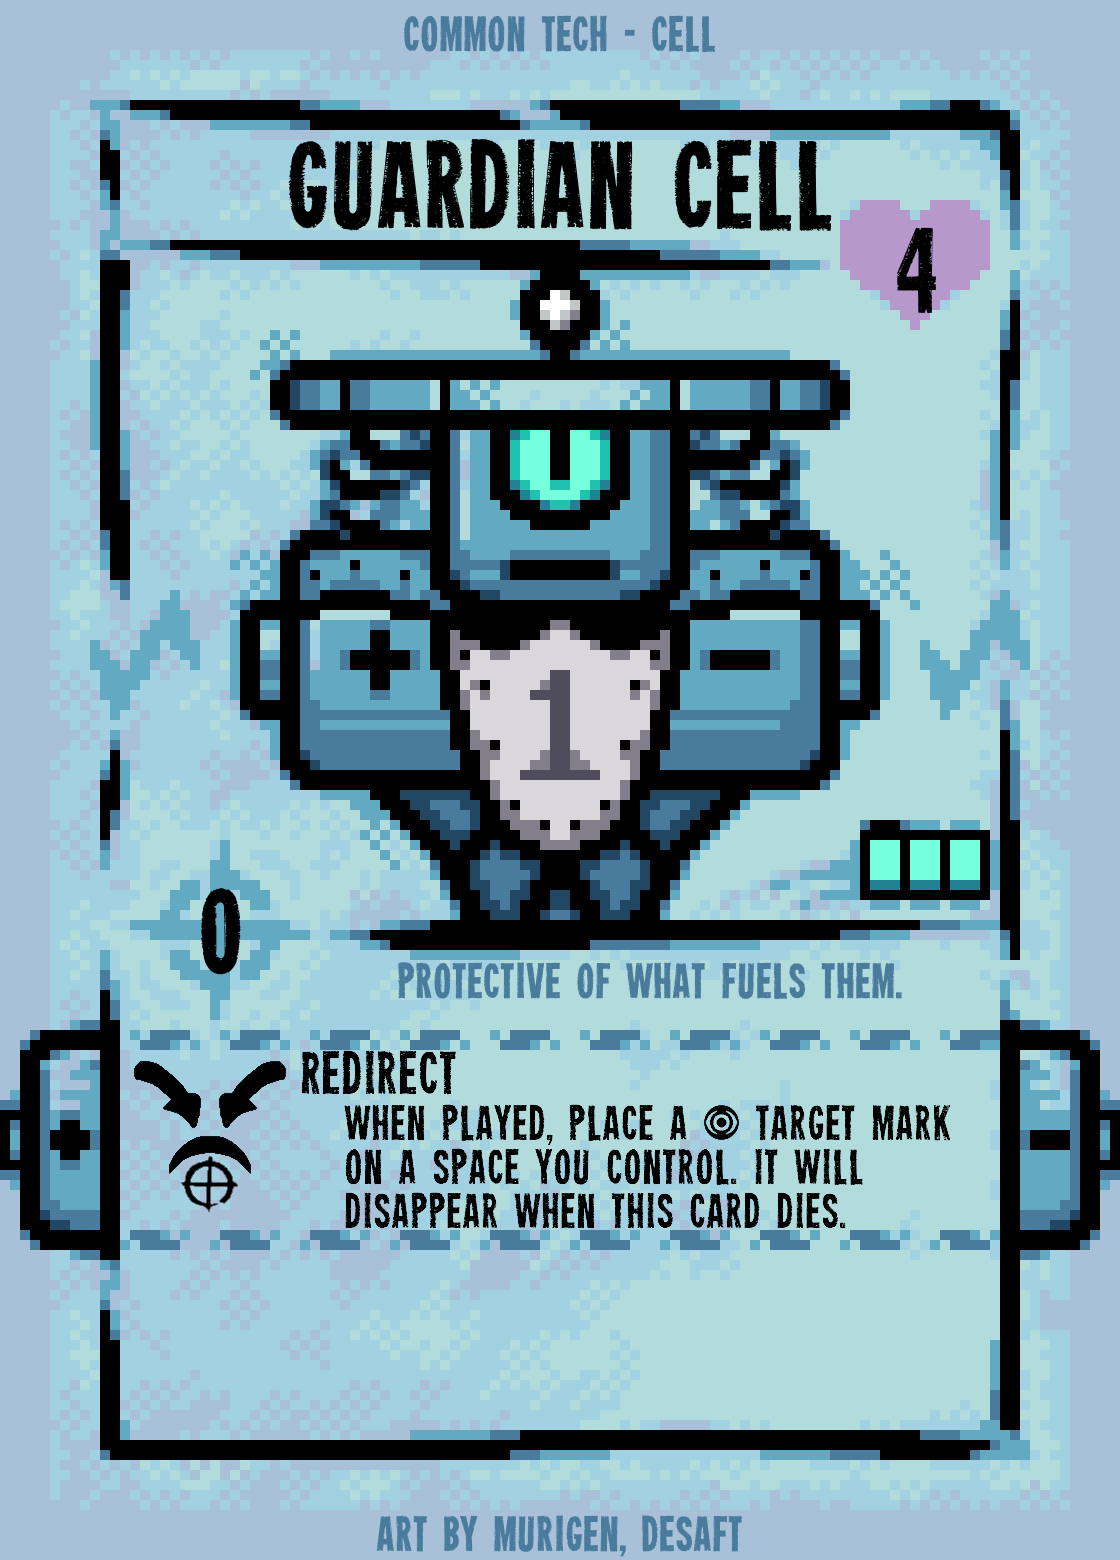 COMMON TECH - CELL
GUARDIAN CELL
4
1
0
PROTECTIVE OF WHAT FUELS THEM.
REDIRECT
WHEN PLAYED, PLACE A TARGET MARK
ON A SPACE YOU CONTROL. IT WILL
DISAPPEAR WHEN THIS CARD DIES.
ART BY MURIGEN, DESAFT